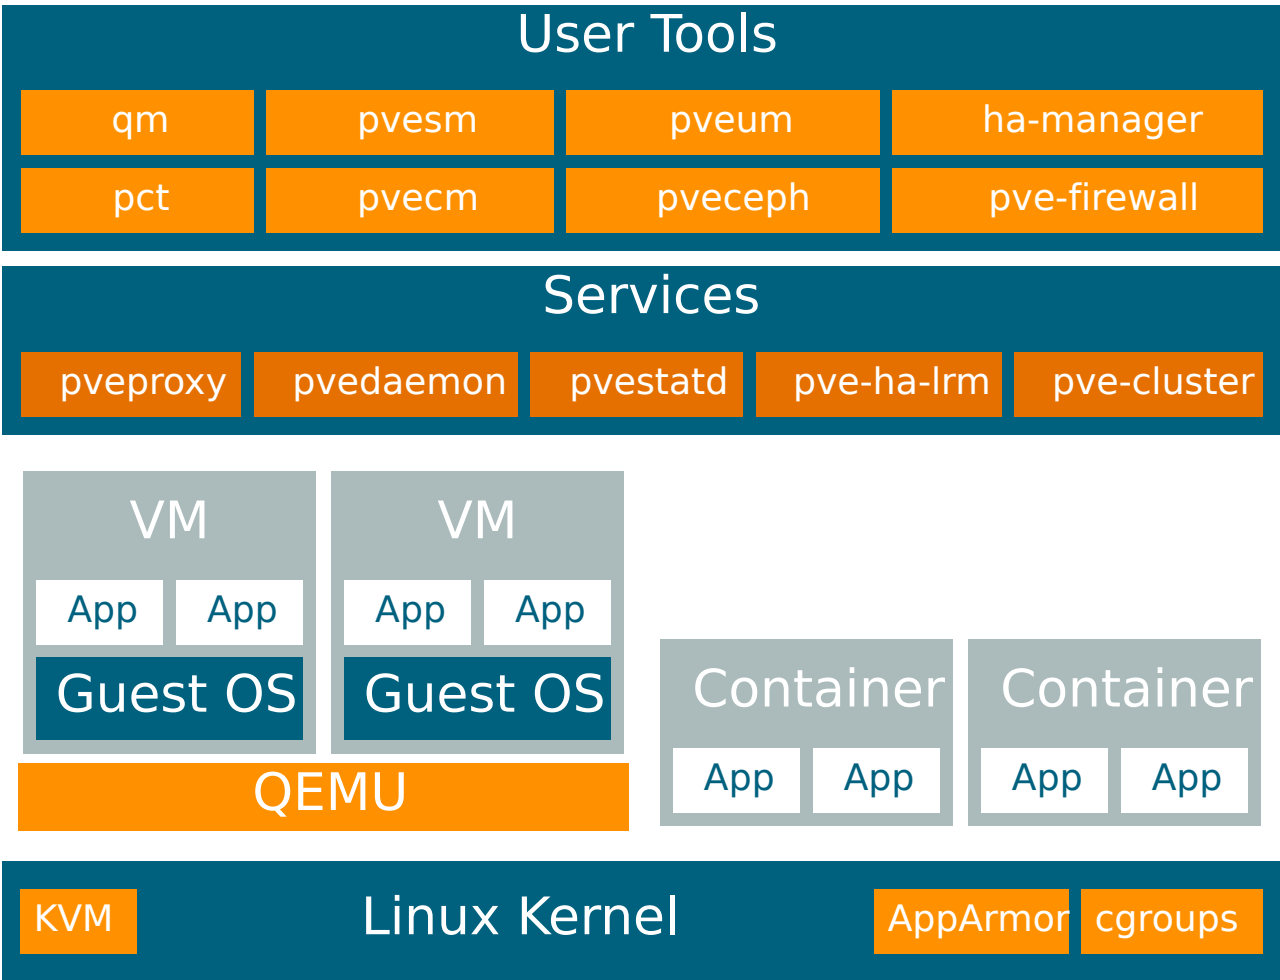 User Tools
qm pvesm pveum ha-manager
pct pvecm pveceph pve-firewall
Services
pveproxy pvedaemon pvestatd pve-ha-lrm pve-cluster
VM VM
App App App App
Guest OS Guest OS
Container Container
App App App App
QEMU
KVM Linux Kernel AppArmor cgroups